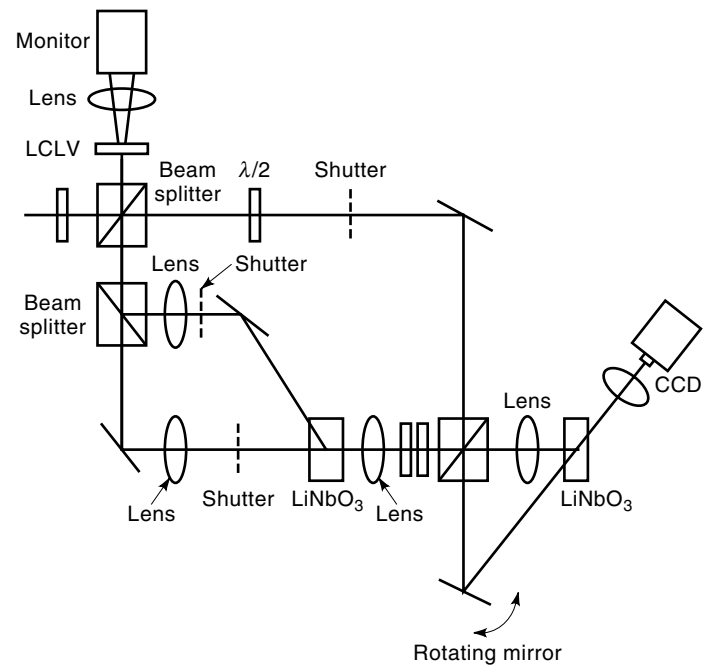 Monitor
Lens
LCLV
Beam
splitter
λ/2
Shutter
Lens
Shutter
Beam
splitter
CCD
Lens
Shutter
Lens
LiNbO₃
Lens
LiNbO₃
Rotating mirror